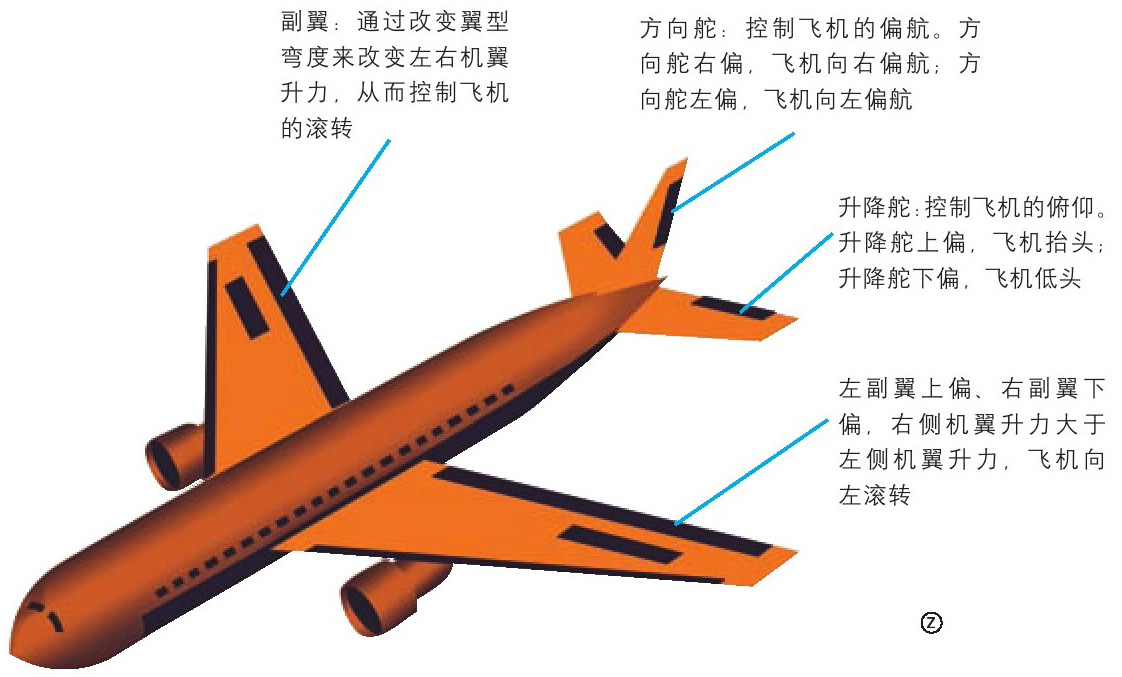 副翼：通过改变翼型
弯度来改变左右机翼
升力，从而控制飞机
的滚转
方向舵：控制飞机的偏航。方
向舵右偏，飞机向右偏航；方
向舵左偏，飞机向左偏航
升降舵：控制飞机的俯仰。
升降舵上偏，飞机抬头；
升降舵下偏，飞机低头
左副翼上偏、右副翼下
偏，右侧机翼升力大于
左侧机翼升力，飞机向
左滚转
Ⓩ